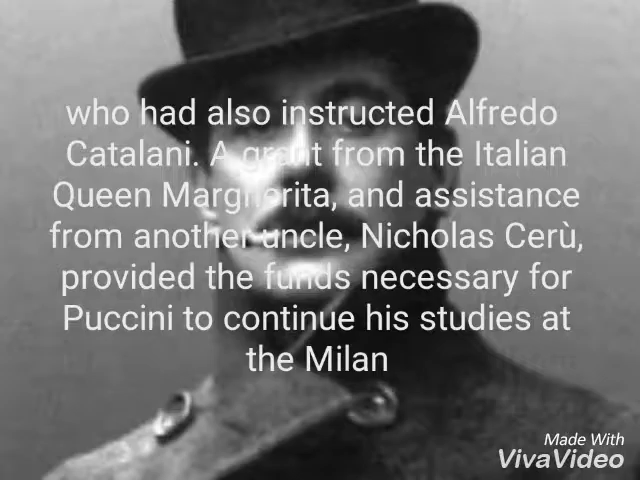 who had also instructed Alfredo
Catalani. A grant from the Italian
Queen Margherita, and assistance
from another uncle, Nicholas Cerù,
provided the funds necessary for
Puccini to continue his studies at
the Milan
Made With
VivaVideo